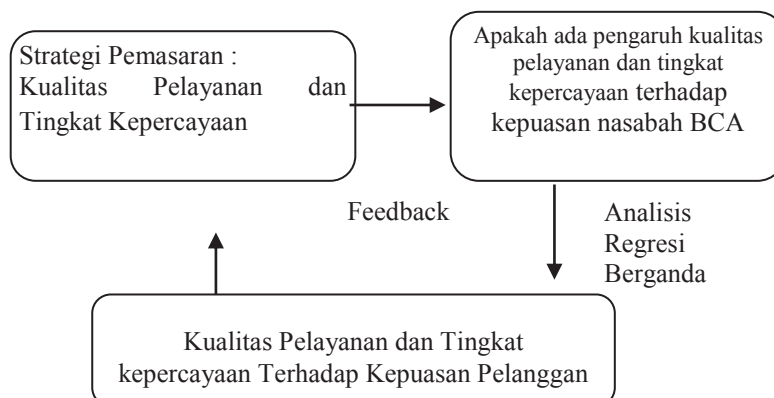 Strategi Pemasaran :
Kualitas Pelayanan dan
Tingkat Kepercayaan
Apakah ada pengaruh kualitas
pelayanan dan tingkat
kepercayaan terhadap
kepuasan nasabah BCA
Feedback
Analisis
Regresi
Berganda
Kualitas Pelayanan dan Tingkat
kepercayaan Terhadap Kepuasan Pelanggan